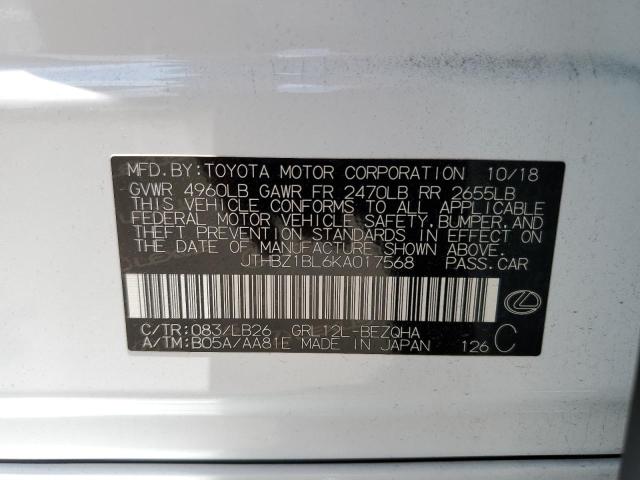 MFD. BY: TOYOTA MOTOR CORPORATION 10/18
GVWR 4960LB GAWR FR 2470LB RR 2655LB
THIS VEHICLE CONFORMS TO ALL APPLICABLE
FEDERAL MOTOR VEHICLE SAFETY, BUMPER, AND
THEFT PREVENTION STANDARDS IN EFFECT ON
THE DATE OF MANUFACTURE SHOWN ABOVE.
JTHBZ1BL6KA017568 PASS. CAR
C/TR: 083/LB26 GRL12L-BEZQHA
A/TM: B05A/AA81E MADE IN JAPAN 126 C